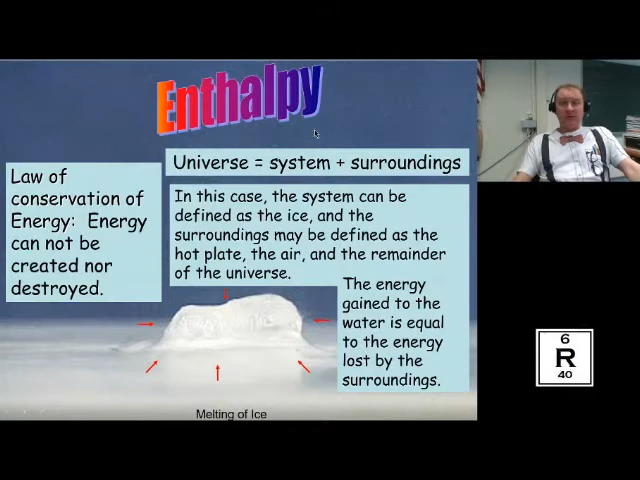 Enthalpy
Universe = system + surroundings
Law of
conservation of
Energy:  Energy
can not be
created nor
destroyed.
In this case, the system can be
defined as the ice, and the
surroundings may be defined as the
hot plate, the air, and the remainder
of the universe.
The energy
gained to the
water is equal
to the energy
lost by the
surroundings.
Melting of Ice
6
R
40